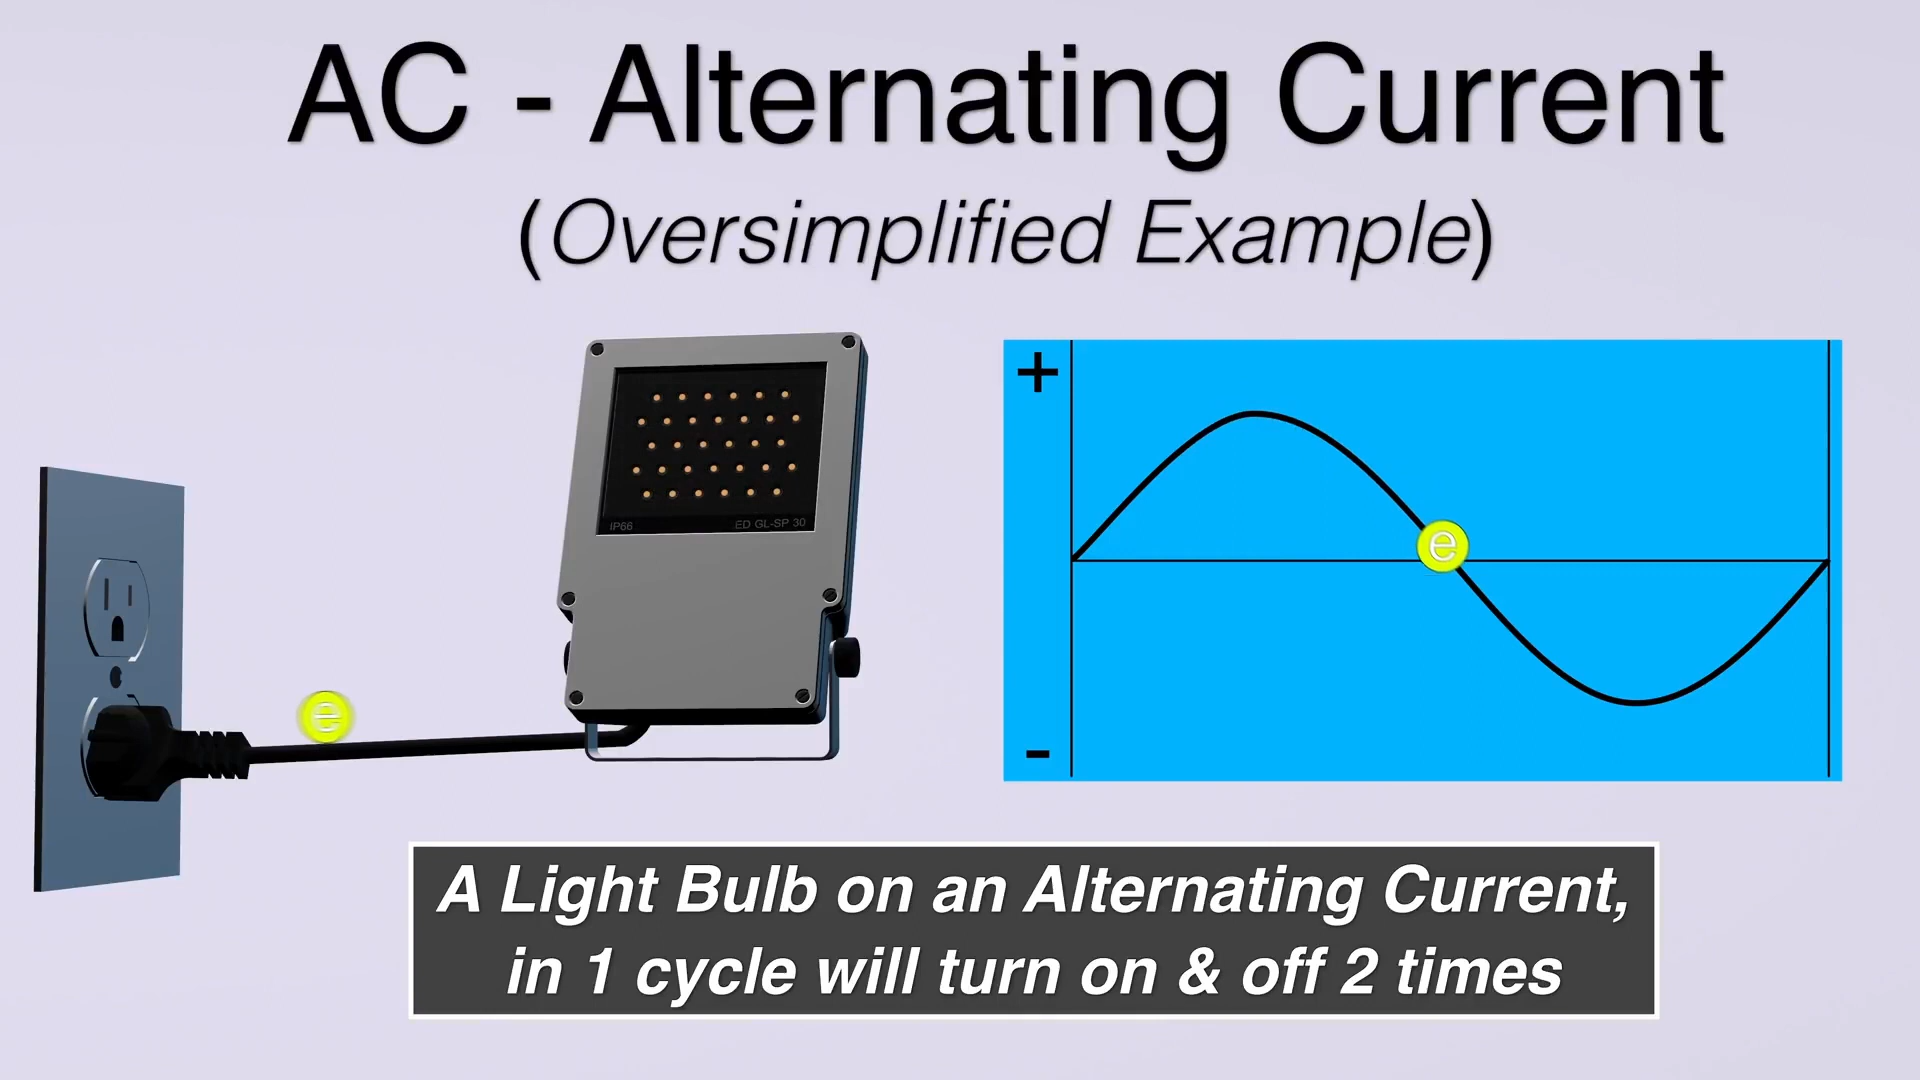 AC - Alternating Current
(Oversimplified Example)
IP66
ED GL-SP 30
+
e
e
-
A Light Bulb on an Alternating Current,
in 1 cycle will turn on & off 2 times